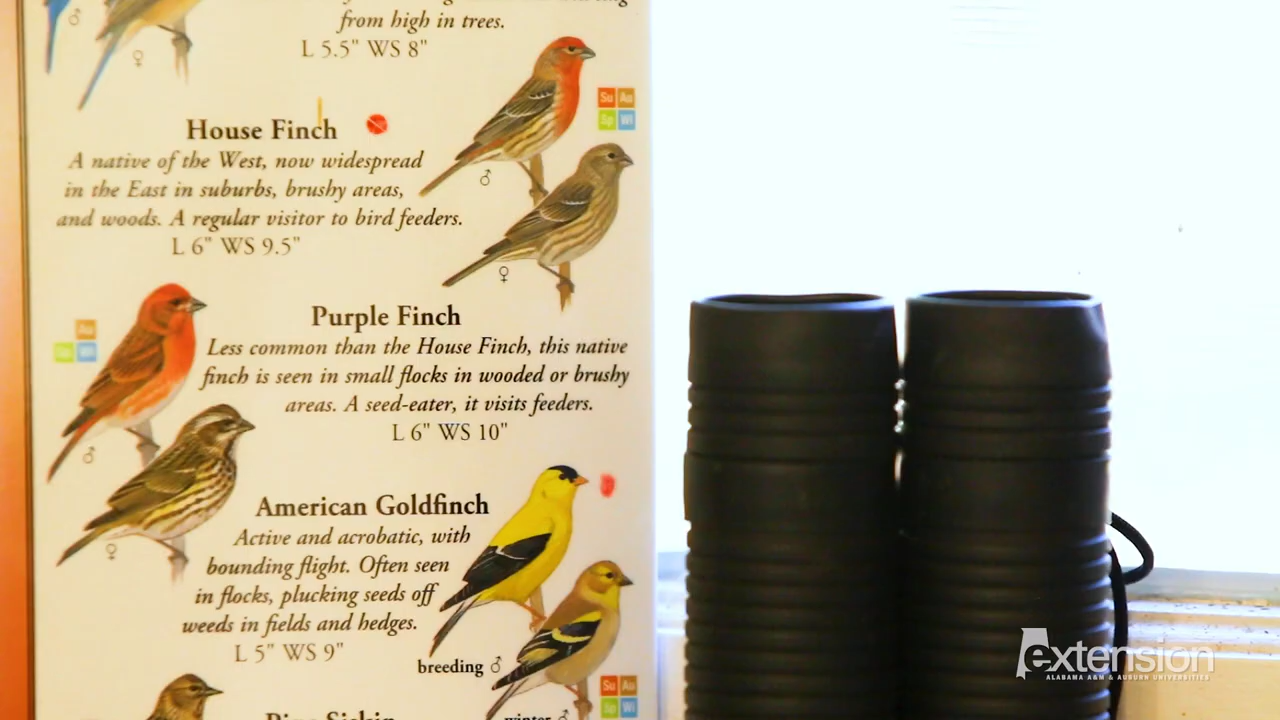 from high in trees.
L 5.5" WS 8"
House Finch
Su Au
Sp Wi
A native of the West, now widespread
in the East in suburbs, brushy areas,
and woods. A regular visitor to bird feeders.
L 6" WS 9.5"
♂
♀
Purple Finch
Au
Sp Wi
Less common than the House Finch, this native
finch is seen in small flocks in wooded or brushy
areas. A seed-eater, it visits feeders.
L 6" WS 10"
♂
♀
American Goldfinch
Active and acrobatic, with
bounding flight. Often seen
in flocks, plucking seeds off
weeds in fields and hedges.
L 5" WS 9"
breeding ♂
winter ♂
Su Au
Sp Wi
Pine Siskin
extension
ALABAMA A&M & AUBURN UNIVERSITIES